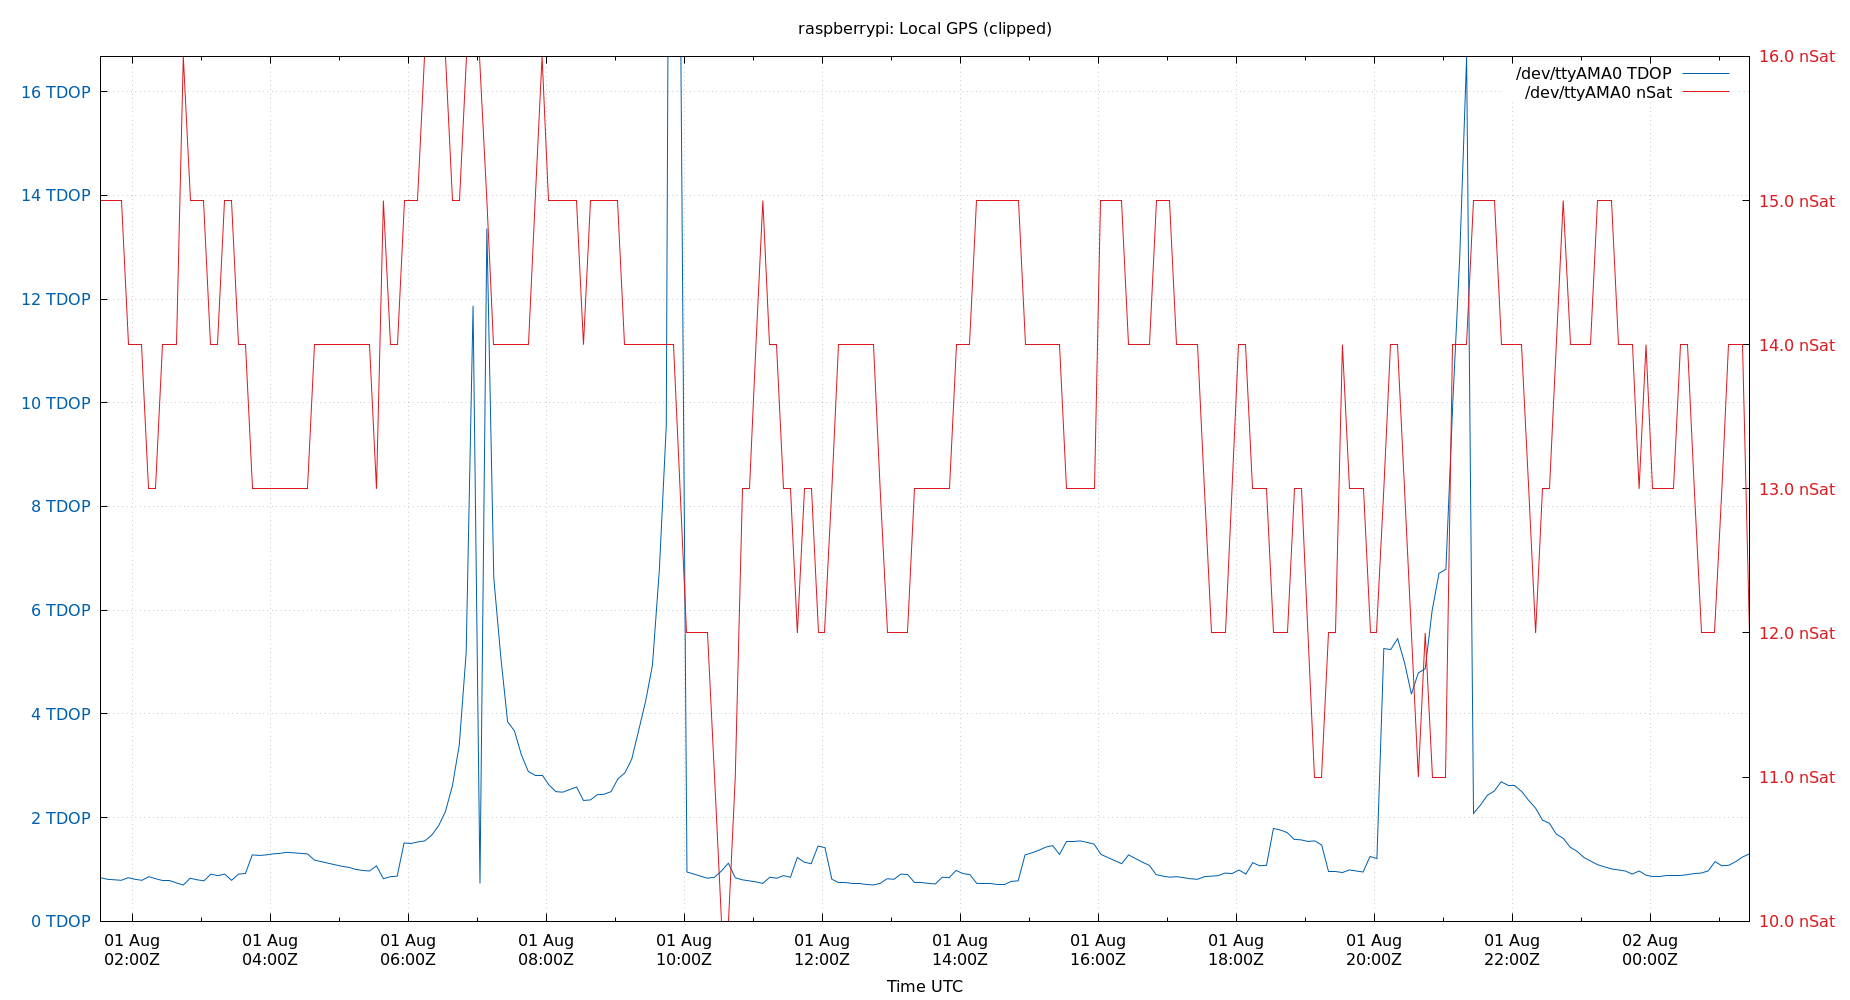 raspberrypi: Local GPS (clipped)
/dev/ttyAMA0 TDOP
/dev/ttyAMA0 nSat
16 TDOP
14 TDOP
12 TDOP
10 TDOP
8 TDOP
6 TDOP
4 TDOP
2 TDOP
0 TDOP
16.0 nSat
15.0 nSat
14.0 nSat
13.0 nSat
12.0 nSat
11.0 nSat
10.0 nSat
01 Aug
02:00Z
01 Aug
04:00Z
01 Aug
06:00Z
01 Aug
08:00Z
01 Aug
10:00Z
01 Aug
12:00Z
01 Aug
14:00Z
01 Aug
16:00Z
01 Aug
18:00Z
01 Aug
20:00Z
01 Aug
22:00Z
02 Aug
00:00Z
Time UTC